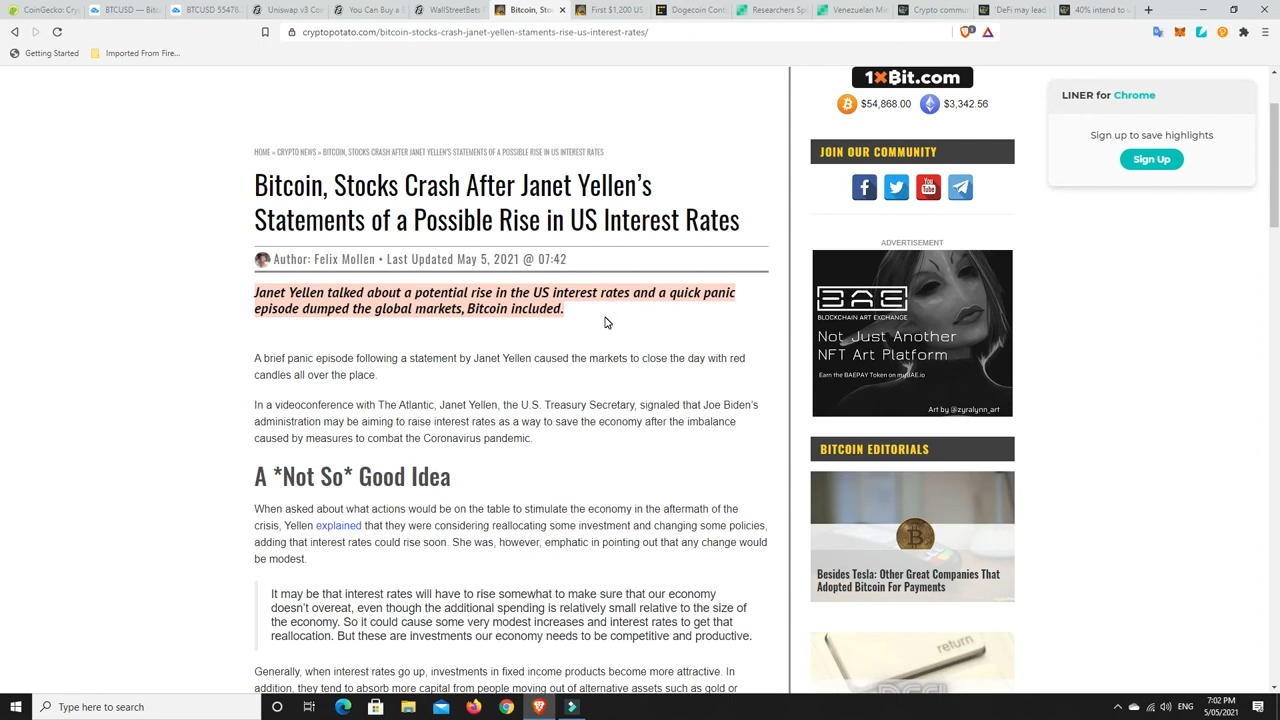 CoinGecko: Crypt
BTCUSD 55479.
BTCUSD 55478.
Uniswap v3 Con
You Can Buy a H
WallStreetBets
Bitcoin, Sto
First $1,200 US
Dogecoin Contr
Researchers Sp
Venezuelan Mi
Crypto commu
DeFi may lead
40% intend to u
cryptopotato.com/bitcoin-stocks-crash-janet-yellen-staments-rise-us-interest-rates/
Getting Started
Imported From Fire...
1xBit.com
$54,868.00
$3,342.56
LINER for Chrome
Sign up to save highlights
Sign Up
HOME » CRYPTO NEWS » BITCOIN, STOCKS CRASH AFTER JANET YELLEN'S STATEMENTS OF A POSSIBLE RISE IN US INTEREST RATES
Bitcoin, Stocks Crash After Janet Yellen's
Statements of a Possible Rise in US Interest Rates
Author: Felix Mollen • Last Updated May 5, 2021 @ 07:42
Janet Yellen talked about a potential rise in the US interest rates and a quick panic
episode dumped the global markets, Bitcoin included.
A brief panic episode following a statement by Janet Yellen caused the markets to close the day with red
candles all over the place.
In a videoconference with The Atlantic, Janet Yellen, the U.S. Treasury Secretary, signaled that Joe Biden's
administration may be aiming to raise interest rates as a way to save the economy after the imbalance
caused by measures to combat the Coronavirus pandemic.
A *Not So* Good Idea
When asked about what actions would be on the table to stimulate the economy in the aftermath of the
crisis, Yellen explained that they were considering reallocating some investment and changing some policies,
adding that interest rates could rise soon. She was, however, emphatic in pointing out that any change would
be modest.
It may be that interest rates will have to rise somewhat to make sure that our economy
doesn't overeat, even though the additional spending is relatively small relative to the size of
the economy. So it could cause some very modest increases and interest rates to get that
reallocation. But these are investments our economy needs to be competitive and productive.
Generally, when interest rates go up, investments in fixed income products become more attractive. In
addition, they tend to absorb more capital from people moving out of alternative assets such as gold or
JOIN OUR COMMUNITY
ADVERTISEMENT
BAE
BLOCKCHAIN ART EXCHANGE
Not Just Another
NFT Art Platform
Earn the BAEPAY Token on myBAE.io
Art by @zyralynn_art
BITCOIN EDITORIALS
Besides Tesla: Other Great Companies That
Adopted Bitcoin For Payments
return
Type here to search
ENG
7:02 PM
5/05/2021